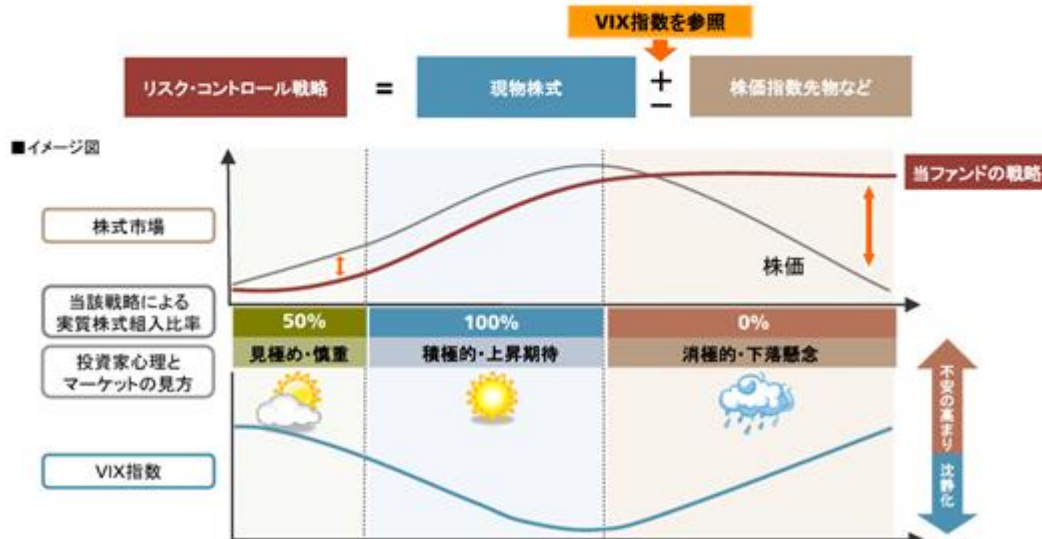 VIX指数を参照
リスク・コントロール戦略
=
現物株式
+
−
株価指数先物など
■イメージ図
株式市場
当ファンドの戦略
株価
当該戦略による
実質株式組入比率
50%
100%
0%
投資家心理と
マーケットの見方
見極め・慎重
積極的・上昇期待
消極的・下落懸念
VIX指数
不安の高まり
沈静化